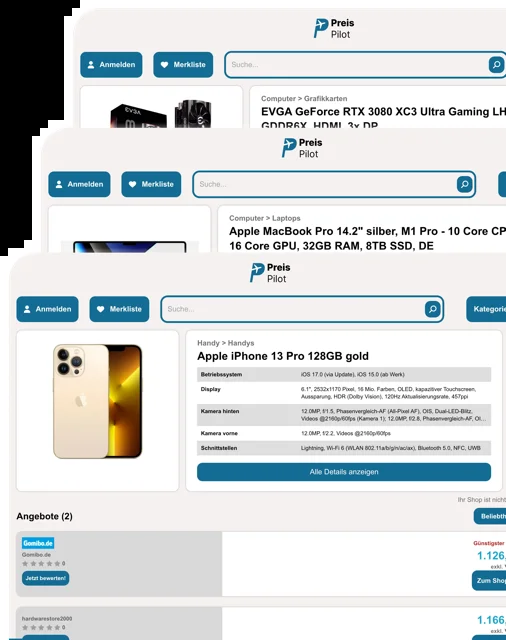 Preis
Pilot
Anmelden
Merkliste
Suche...
Computer > Grafikkarten
EVGA GeForce RTX 3080 XC3 Ultra Gaming LH
GDDR6X, HDMI, 3x DP
Preis
Pilot
Anmelden
Merkliste
Suche...
Computer > Laptops
Apple MacBook Pro 14.2" silber, M1 Pro - 10 Core CP
16 Core GPU, 32GB RAM, 8TB SSD, DE
Preis
Pilot
Anmelden
Merkliste
Suche...
Kategorie
Handy > Handys
Apple iPhone 13 Pro 128GB gold
Betriebssystem iOS 17.0 (via Update), iOS 15.0 (ab Werk)
Display 6.1", 2532x1170 Pixel, 16 Mio. Farben, OLED, kapazitiver Touchscreen,
Aussparung, HDR (Dolby Vision), 120Hz Aktualisierungsrate, 457ppi
Kamera hinten 12.0MP, f/1.5, Phasenvergleich-AF (All-Pixel AF), OIS, Dual-LED-Blitz,
Videos @2160p/60fps (Kamera 1); 12.0MP, f/2.8, Phasenvergleich-AF, OI...
Kamera vorne 12.0MP, f/2.2, Videos @2160p/60fps
Schnittstellen Lightning, Wi-Fi 6 (WLAN 802.11a/b/g/n/ac/ax), Bluetooth 5.0, NFC, UWB
Alle Details anzeigen
Ihr Shop ist nicht
Angebote (2)
Beliebth
Gomibo.de
Gomibo.de
0
Jetzt bewerten!
Günstigster
1.126,
exkl. V
Zum Shop
hardwarestore2000
0
1.166,
exkl.